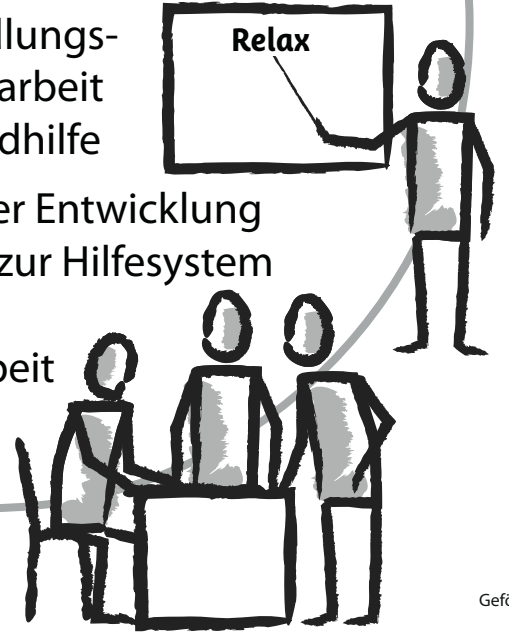 llungs-
Relax
arbeit
dhilfe
er Entwicklung
zur Hilfesystem
beit
Gefö